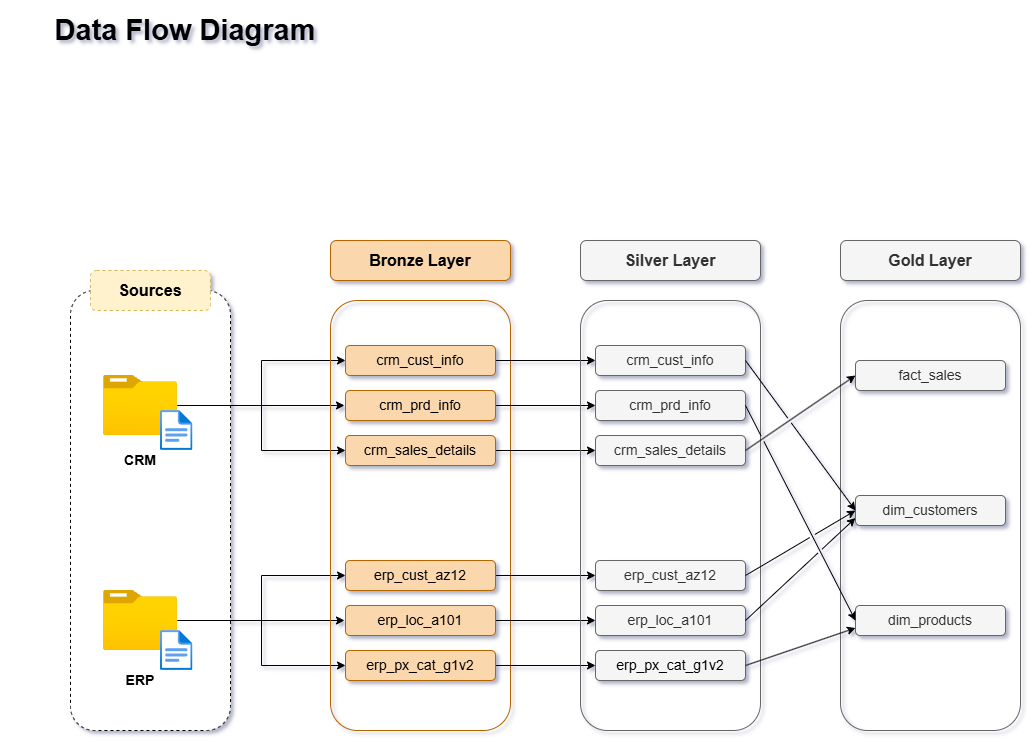 Data Flow Diagram
Sources
CRM
ERP
Bronze Layer
crm_cust_info
crm_prd_info
crm_sales_details
erp_cust_az12
erp_loc_a101
erp_px_cat_g1v2
Silver Layer
crm_cust_info
crm_prd_info
crm_sales_details
erp_cust_az12
erp_loc_a101
erp_px_cat_g1v2
Gold Layer
fact_sales
dim_customers
dim_products